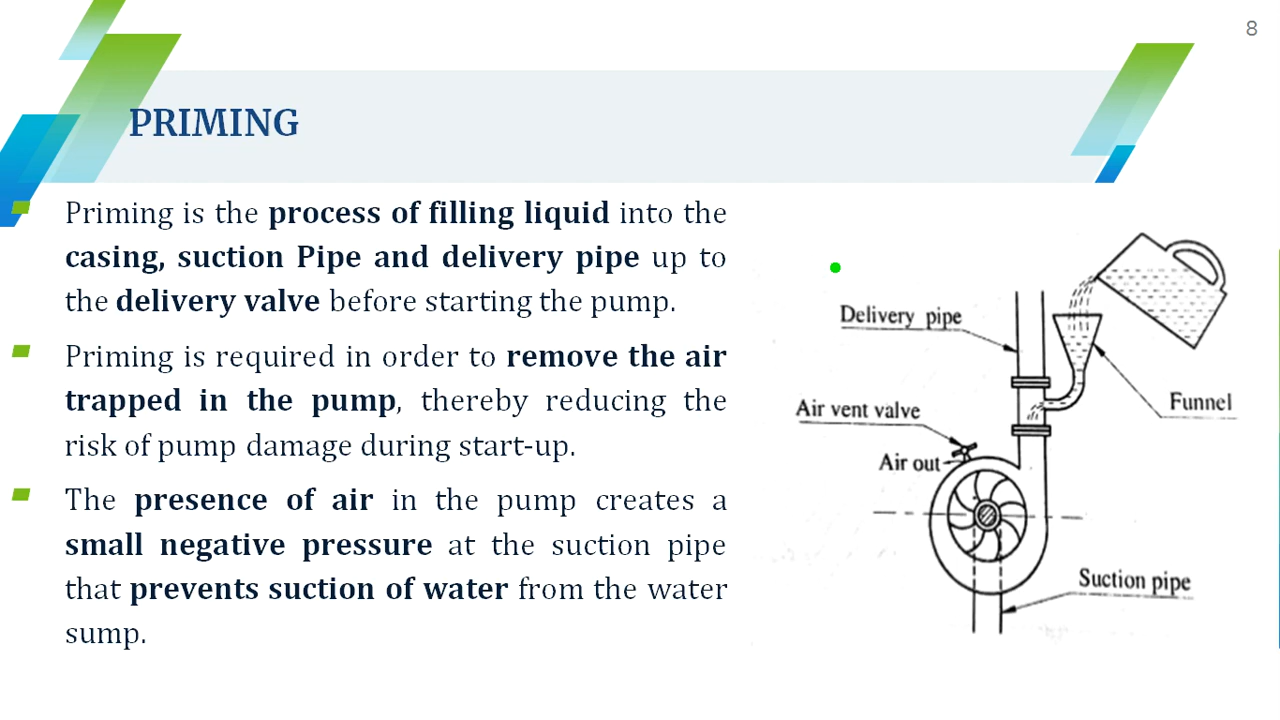 8
PRIMING
Priming is the process of filling liquid into the
casing, suction Pipe and delivery pipe up to
the delivery valve before starting the pump.
Priming is required in order to remove the air
trapped in the pump, thereby reducing the
risk of pump damage during start-up.
The presence of air in the pump creates a
small negative pressure at the suction pipe
that prevents suction of water from the water
sump.
Delivery pipe
Funnel
Air vent valve
Air out
Suction pipe